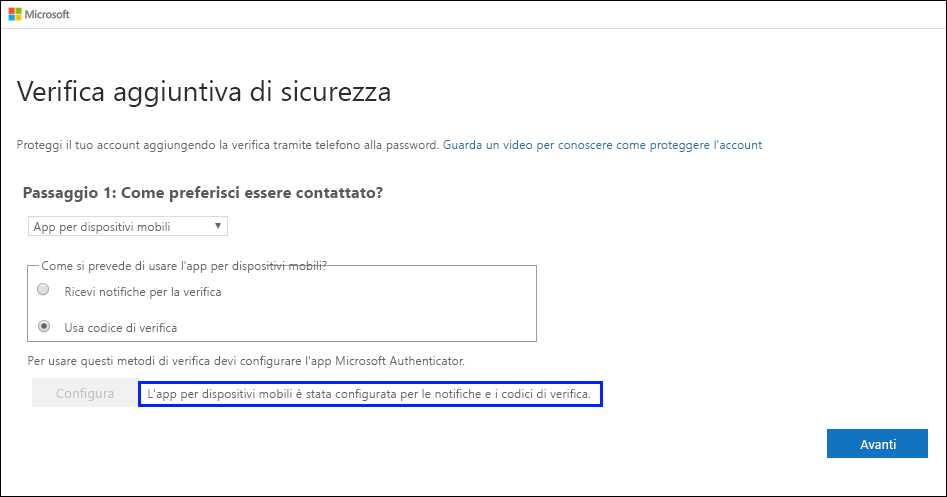 Microsoft
Verifica aggiuntiva di sicurezza
Proteggi il tuo account aggiungendo la verifica tramite telefono alla password. Guarda un video per conoscere come proteggere l'account
Passaggio 1: Come preferisci essere contattato?
App per dispositivi mobili
Come si prevede di usare l'app per dispositivi mobili?
Ricevi notifiche per la verifica
Usa codice di verifica
Per usare questi metodi di verifica devi configurare l'app Microsoft Authenticator.
Configura L'app per dispositivi mobili è stata configurata per le notifiche e i codici di verifica.
Avanti